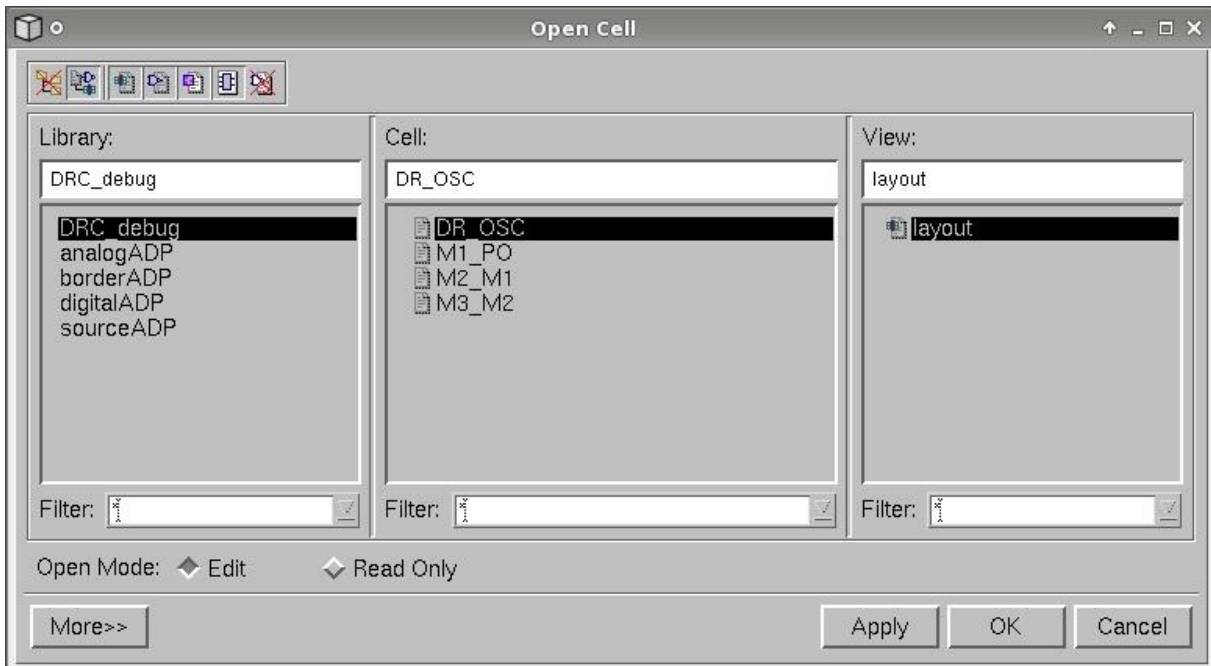 Open Cell
Library:
Cell:
View:
DRC_debug
DR_OSC
layout
DRC_debug
analogADP
borderADP
digitalADP
sourceADP
DR_OSC
M1_PO
M2_M1
M3_M2
layout
Filter: *
Filter: *
Filter: *
Open Mode: Edit Read Only
More>> Apply OK Cancel